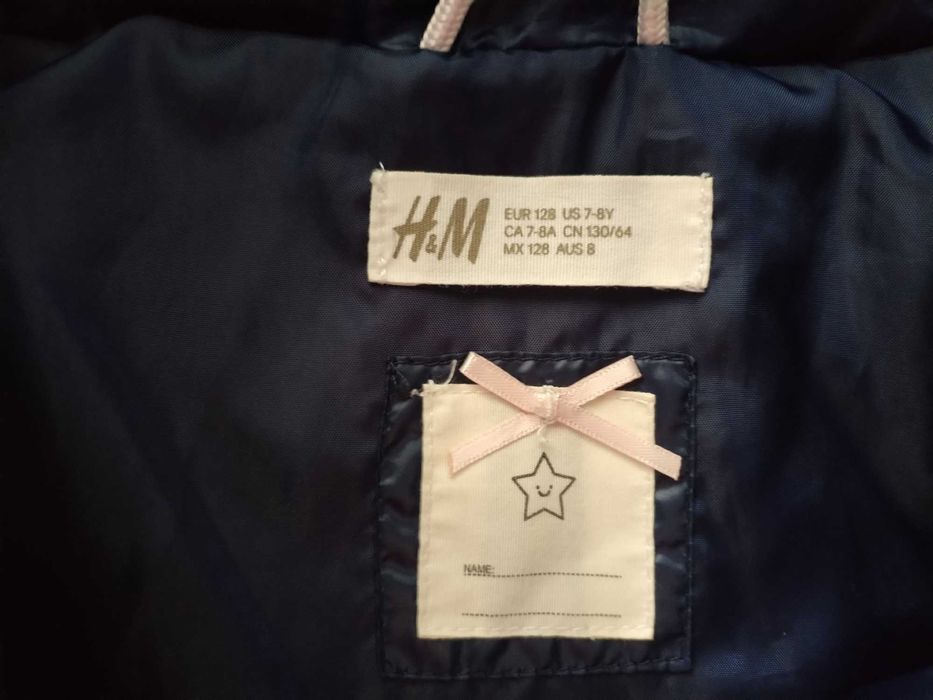 H&M
EUR 128 US 7-8Y
CA 7-8A CN 130/64
MX 128 AUS 8
NAME: